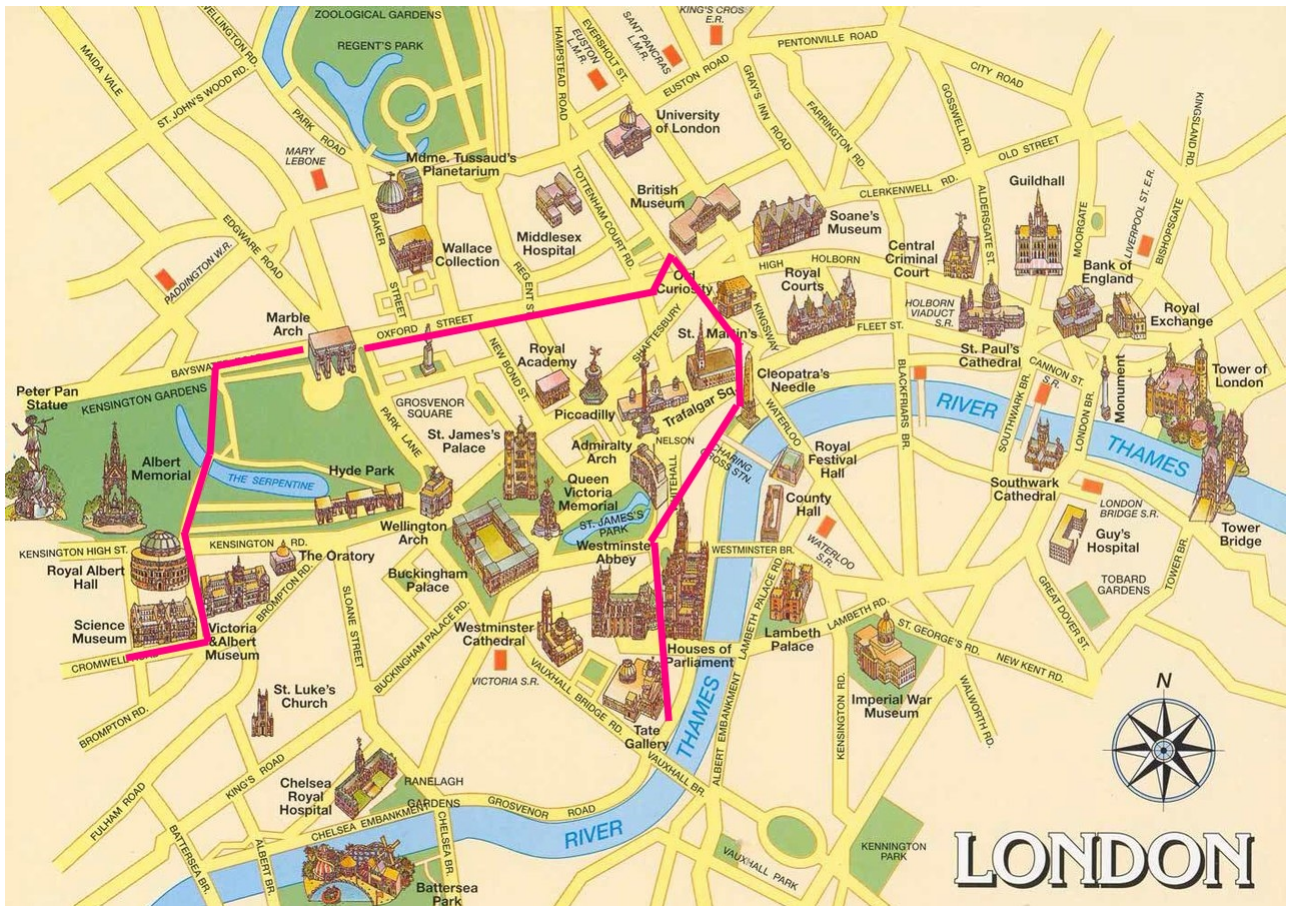 ZOOLOGICAL GARDENS
REGENT'S PARK
MAIDA VALE
WELLINGTON RD.
ST. JOHN'S WOOD RD.
PARK ROAD
HAMPSTEAD ROAD
EVERSHOLT ST.
EUSTON
L.M.R.
SANT PANCRAS
L.M.R.
KING'S CROS
E.R.
PENTONVILLE ROAD
EUSTON ROAD
GRAY'S INN ROAD
FARRINGTON RD.
GOSSWELL RD.
CITY ROAD
KINGSLAND RD.
OLD STREET
University
of London
MARY
LEBONE
Mdme. Tussaud's
Planetarium
TOTTENHAM COURT RD.
British
Museum
CLERKENWELL RD.
ALDERSGATE ST.
Guildhall
MOORGATE
LIVERPOOL ST. E.R.
BISHOPSGATE
EDGWARE ROAD
PADDINGTON W.R.
BAKER
STREET
Wallace
Collection
Middlesex
Hospital
REGENT ST.
Soane's
Museum
HIGH HOLBORN
Central
Criminal
Court
Royal
Courts
Old
Curiosity
KINGSWAY
HOLBORN
VIADUCT
S.R.
Bank of
England
Royal
Exchange
Marble
Arch
OXFORD STREET
NEW BOND ST.
SHAFTESBURY
FLEET ST.
St. Paul's
Cathedral
CANNON ST.
S.R.
Royal
Academy
Piccadilly
Trafalgar Sq.
Cleopatra's
Needle
BLACKFRIARS BR.
RIVER
SOUTHWARK BR.
LONDON BR.
Monument
THAMES
Tower of
London
KENSINGTON GARDENS
Peter Pan
Statue
Albert
Memorial
THE SERPENTINE
Hyde Park
PARK LANE
GROSVENOR
SQUARE
St. James's
Palace
Admiralty
Arch
NELSON
WATERLOO
Queen
Victoria
Memorial
ST. JAMES'S
PARK
Royal
Festival
Hall
County
Hall
WATERLOO
S.R.
Southwark
Cathedral
LONDON
BRIDGE S.R.
Guy's
Hospital
Tower
Bridge
KENSINGTON HIGH ST.
KENSINGTON RD.
Royal Albert
Hall
The Oratory
Wellington
Arch
Buckingham
Palace
Abbey
WESTMINSTER BR.
LAMBETH PALACE RD.
Lambeth
Palace
LAMBETH RD.
ST. GEORGE'S RD.
NEW KENT RD.
GREAT DOVER ST.
TOWER BR.
TOBARD
GARDENS
Science
Museum
Victoria
&Albert
Museum
BROMPTON RD.
SLOANE STREET
BUCKINGHAM PALACE RD.
Westminster
Cathedral
VICTORIA S.R.
VAUXHALL BRIDGE RD.
Houses of
Parliament
Tate
Gallery
THAMES
ALBERT EMBANKMENT
KENSINGTON RD.
Imperial War
Museum
WALWORTH RD.
N
BROMPTON RD.
St. Luke's
Church
KING'S ROAD
FULHAM ROAD
Chelsea
Royal
Hospital
RANELAGH
GARDENS
GROSVENOR ROAD
VAUXHALL BR.
CHELSEA EMBANKMENT
RIVER
BATTERSEA BR.
ALBERT BR.
CHELSEA BR.
Battersea
Park
VAUXHALL PARK
KENNINGTON
PARK
LONDON